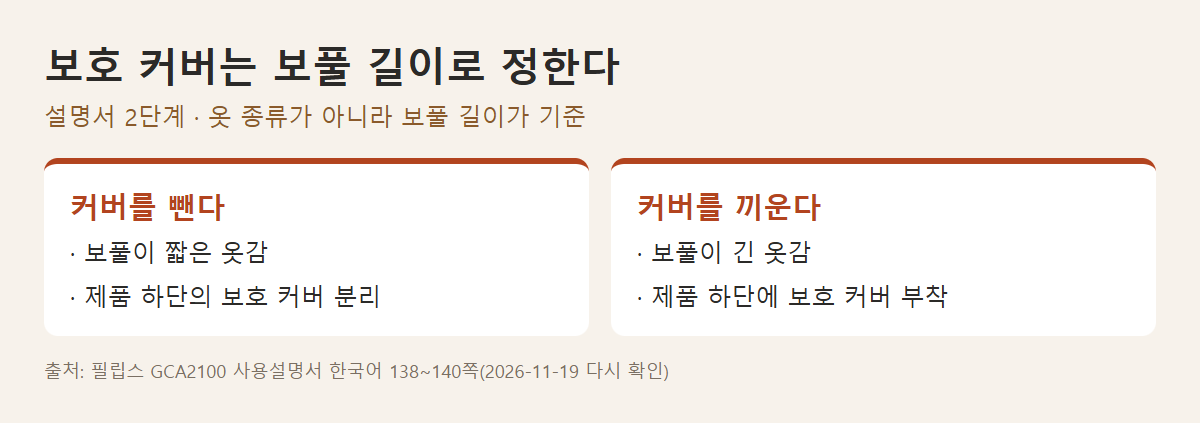 보호 커버는 보풀 길이로 정한다
설명서 2단계 · 옷 종류가 아니라 보풀 길이가 기준
커버를 뺀다
· 보풀이 짧은 옷감
· 제품 하단의 보호 커버 분리
커버를 끼운다
· 보풀이 긴 옷감
· 제품 하단에 보호 커버 부착
출처: 필립스 GCA2100 사용설명서 한국어 138~140쪽(2026-11-19 다시 확인)